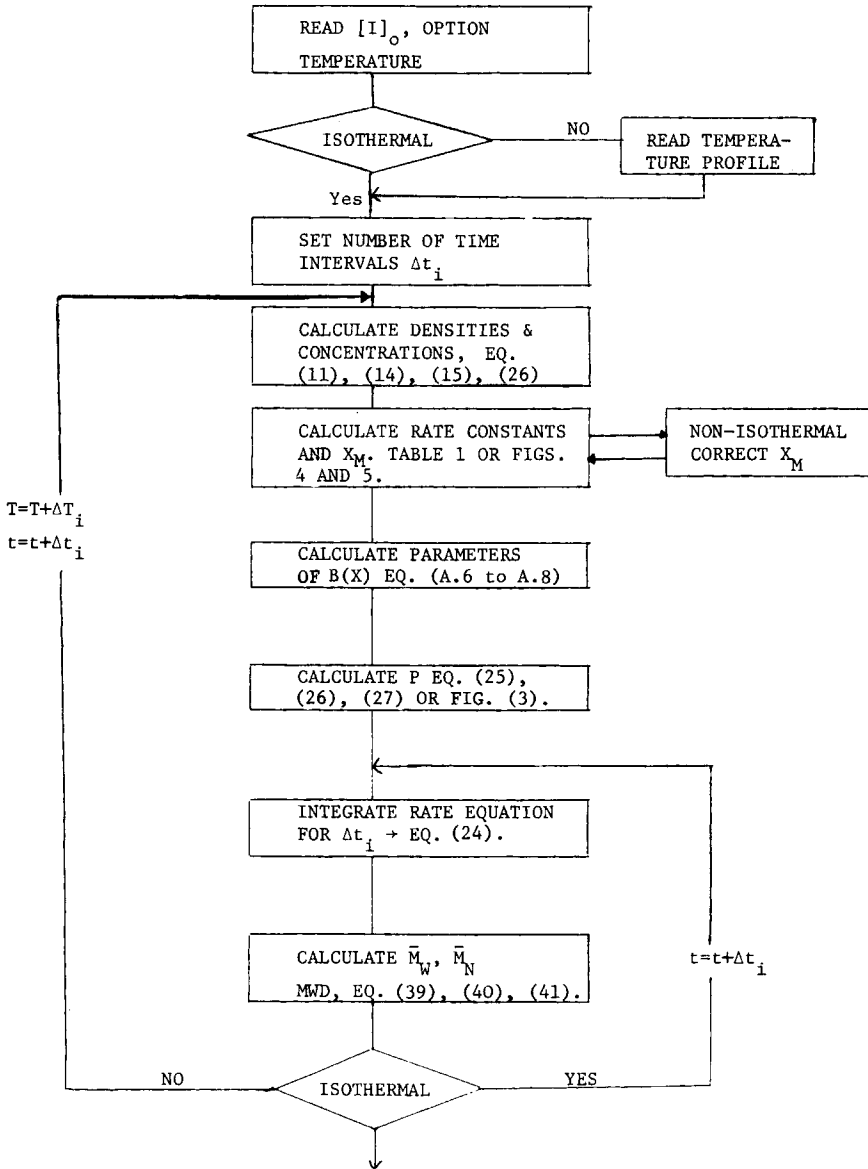 READ [I]o, OPTION
TEMPERATURE
ISOTHERMAL
NO
READ TEMPERA-
TURE PROFILE
Yes
SET NUMBER OF TIME
INTERVALS Δti
CALCULATE DENSITIES &
CONCENTRATIONS, EQ.
(11), (14), (15), (26)
CALCULATE RATE CONSTANTS
AND XM. TABLE 1 OR FIGS.
4 AND 5.
NON-ISOTHERMAL
CORRECT XM
T=T+ΔTi
t=t+Δti
CALCULATE PARAMETERS
OF B(X) EQ. (A.6 to A.8)
CALCULATE P EQ. (25),
(26), (27) OR FIG. (3).
INTEGRATE RATE EQUATION
FOR Δti → EQ. (24).
CALCULATE M̄W, M̄N
MWD, EQ. (39), (40), (41).
t=t+Δti
NO
ISOTHERMAL
YES